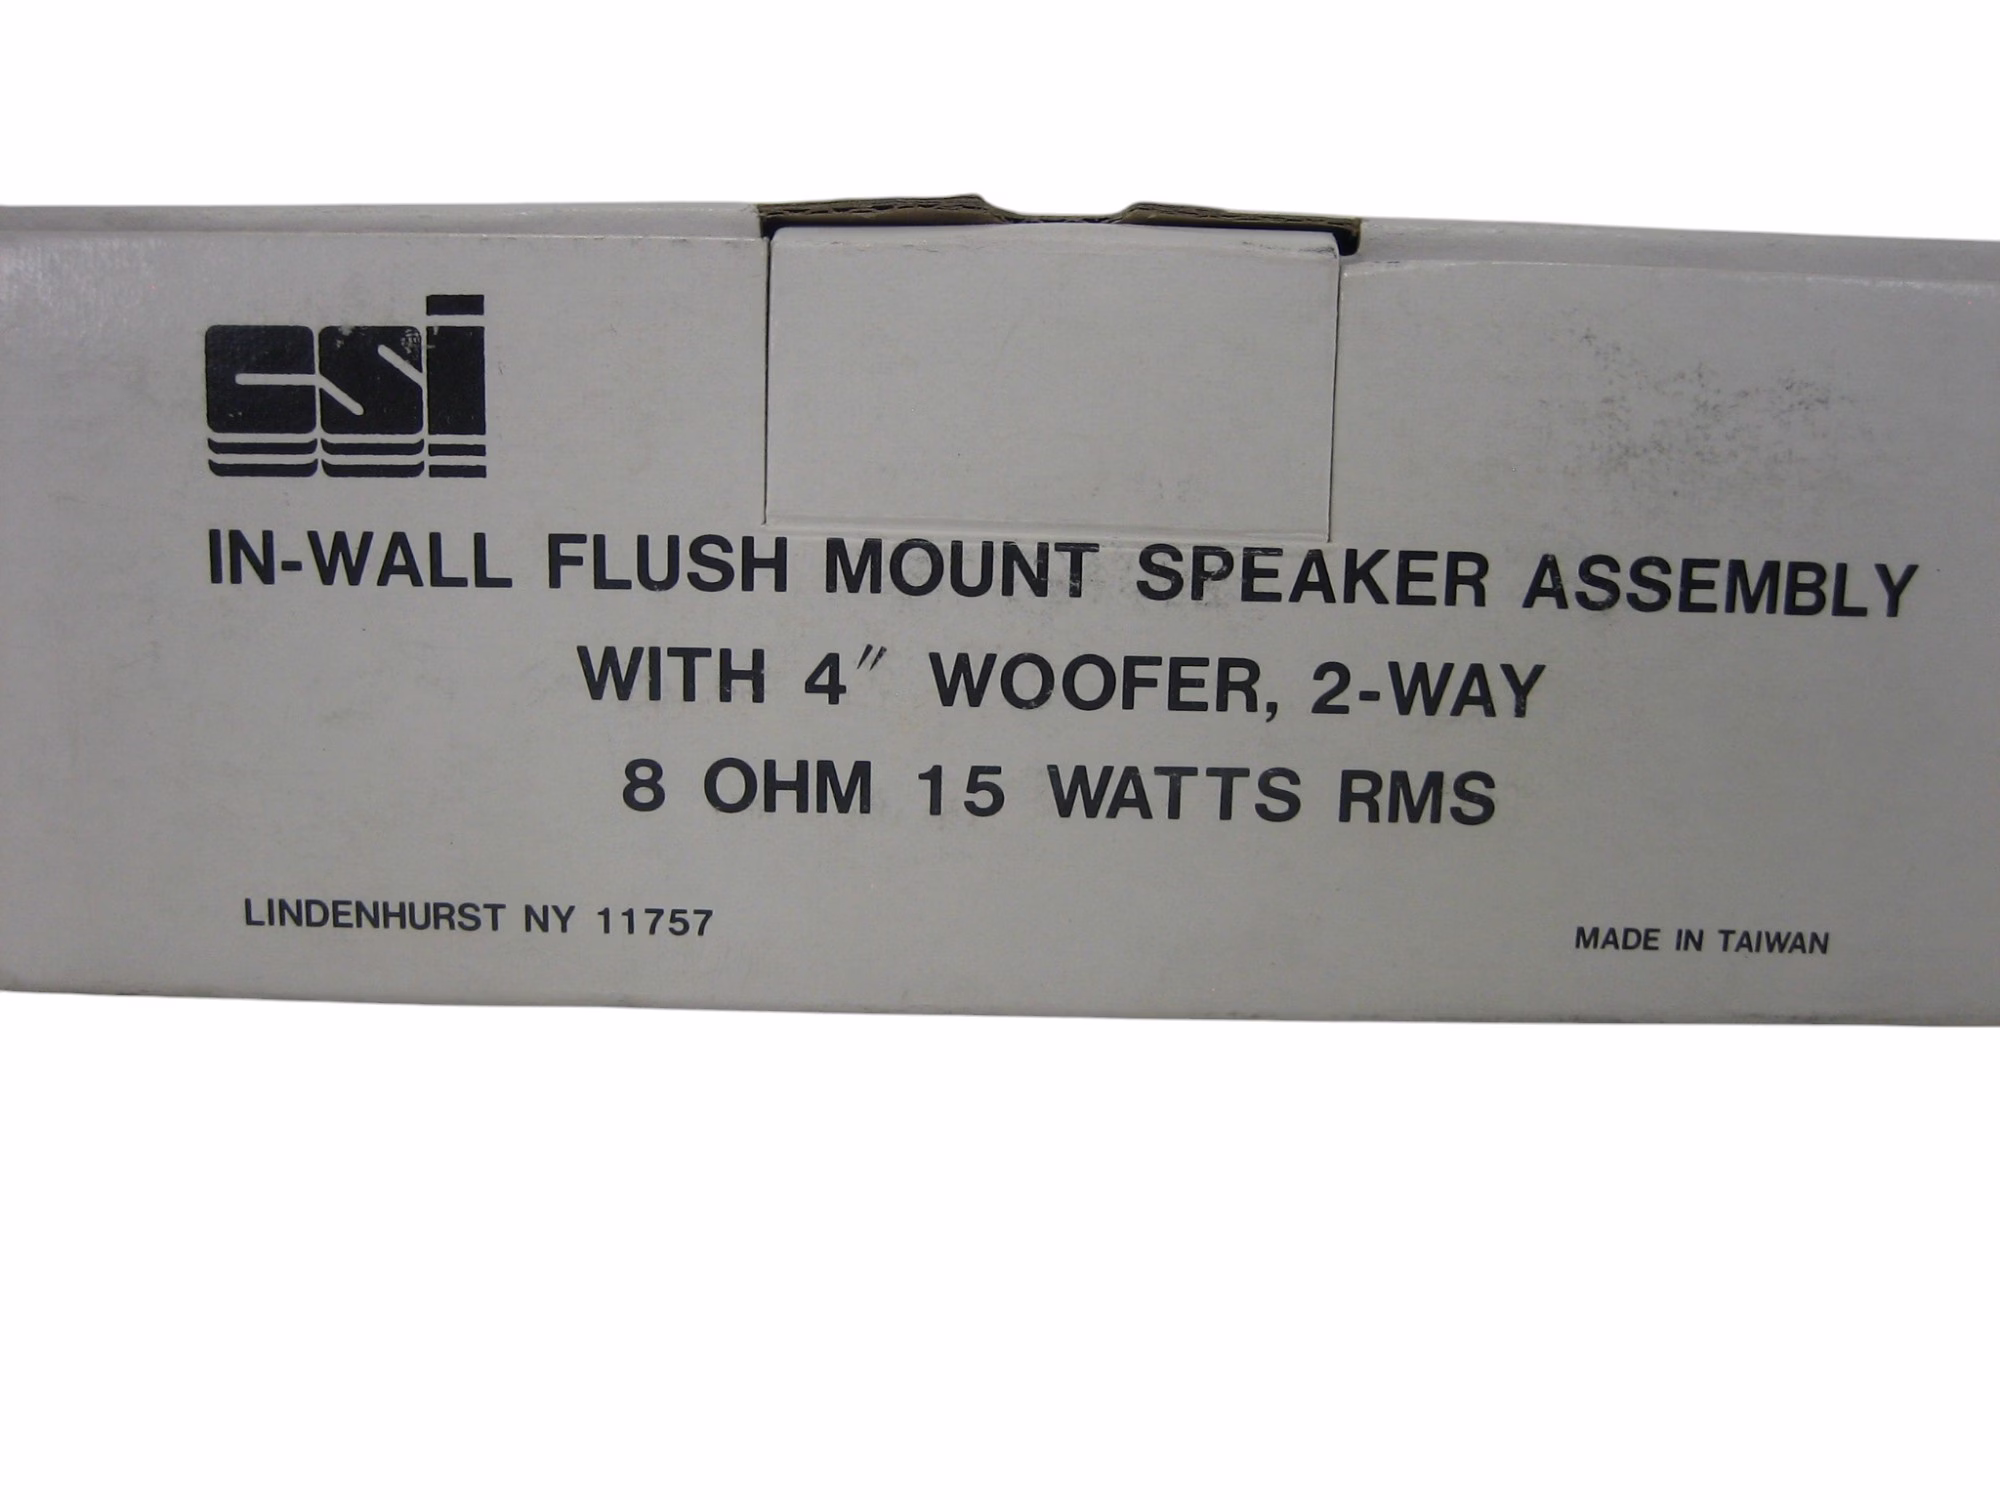 csi
IN-WALL FLUSH MOUNT SPEAKER ASSEMBLY
WITH 4" WOOFER, 2-WAY
8 OHM 15 WATTS RMS
LINDENHURST NY 11757
MADE IN TAIWAN